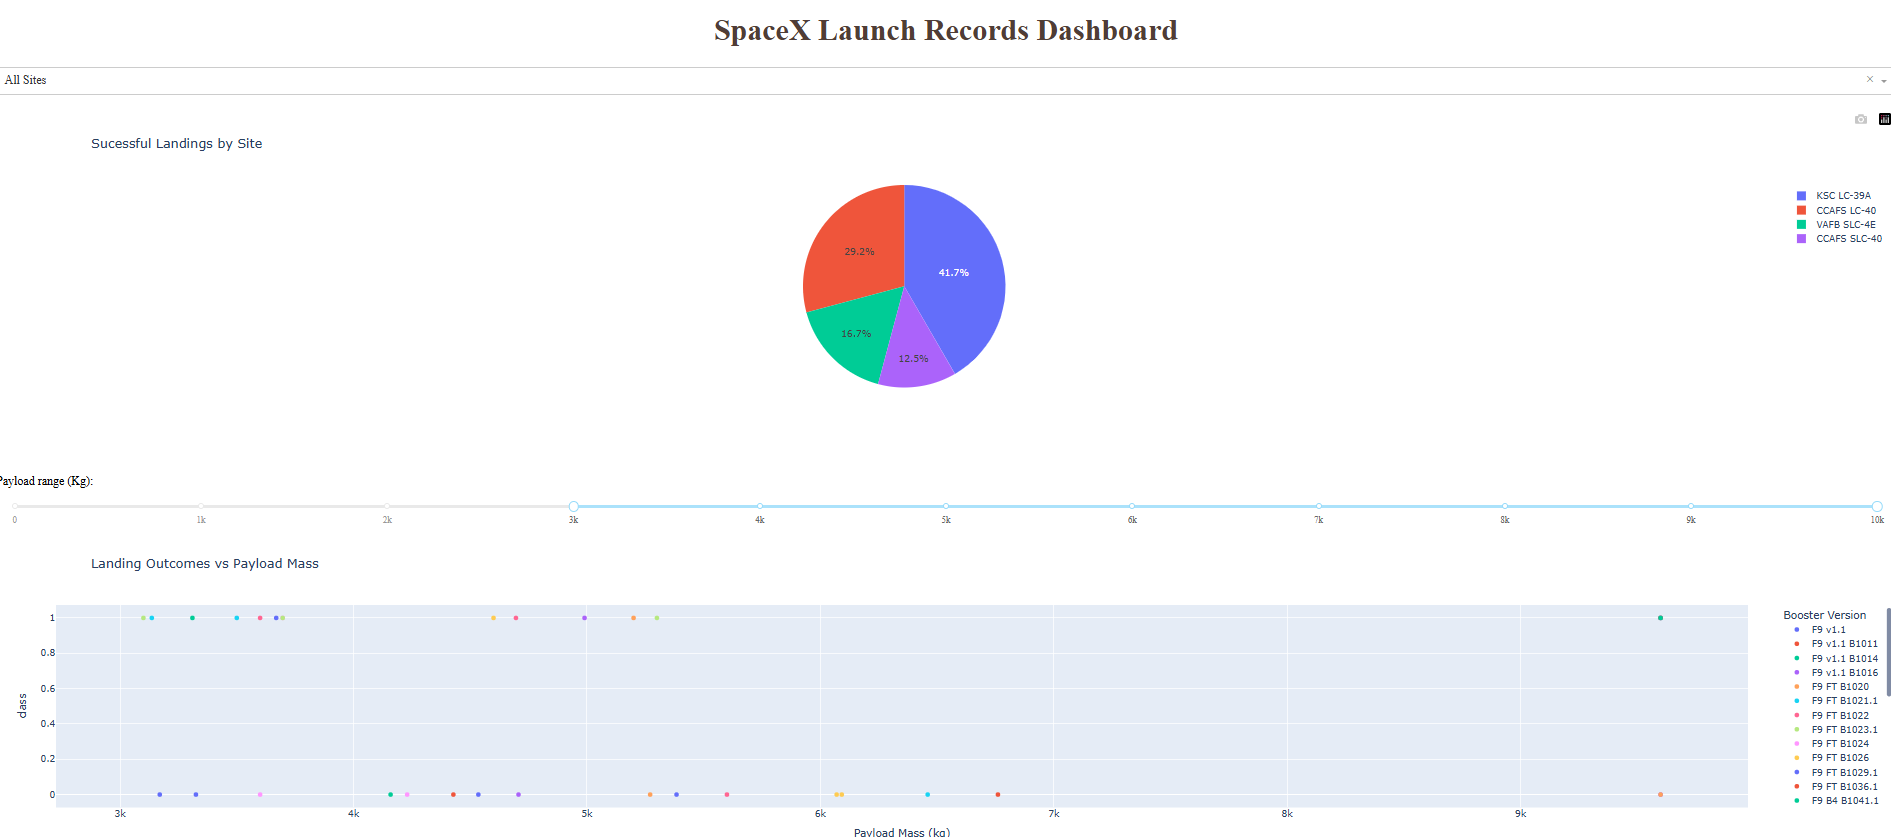 SpaceX Launch Records Dashboard
All Sites
Sucessful Landings by Site
KSC LC-39A
CCAFS LC-40
VAFB SLC-4E
CCAFS SLC-40
29.2%
41.7%
16.7%
12.5%
Payload range (Kg):
0 1k 2k 3k 4k 5k 6k 7k 8k 9k 10k
Landing Outcomes vs Payload Mass
1
0.8
0.6
0.4
0.2
0
class
3k 4k 5k 6k 7k 8k 9k
Payload Mass (kg)
Booster Version
F9 v1.1
F9 v1.1 B1011
F9 v1.1 B1014
F9 v1.1 B1016
F9 FT B1020
F9 FT B1021.1
F9 FT B1022
F9 FT B1023.1
F9 FT B1024
F9 FT B1026
F9 FT B1029.1
F9 FT B1036.1
F9 B4 B1041.1